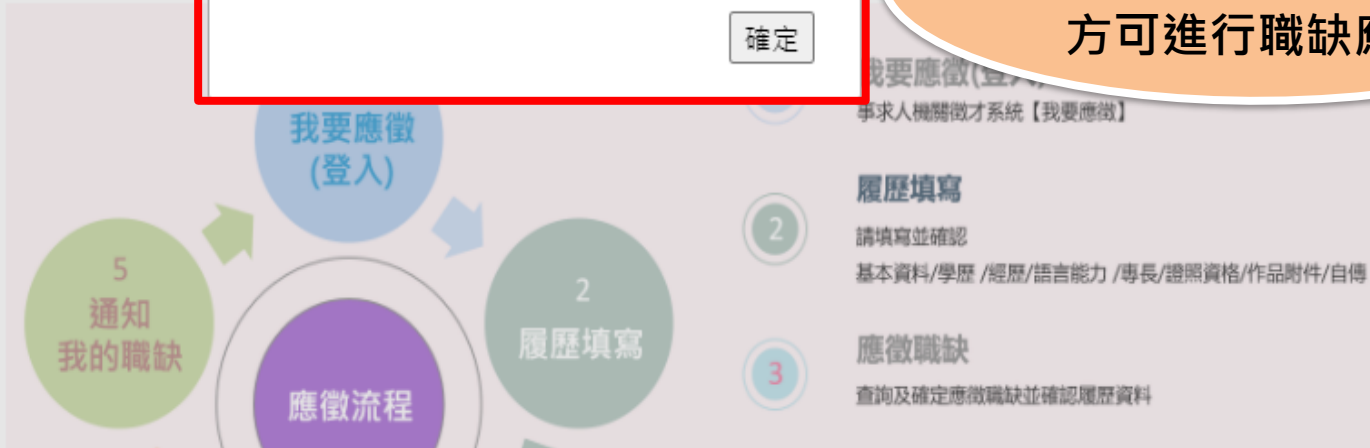 確定
方可進行職缺
我要應徵(登入)
事求人機關徵才系統【我要應徵】
我要應徵
(登入)
履歷填寫
2
請填寫並確認
基本資料/學歷 /經歷/語言能力 /專長/證照資格/作品附件/自傳
5
通知
我的職缺
2
履歷填寫
應徵職缺
3
查詢及確定應徵職缺並確認履歷資料
應徵流程